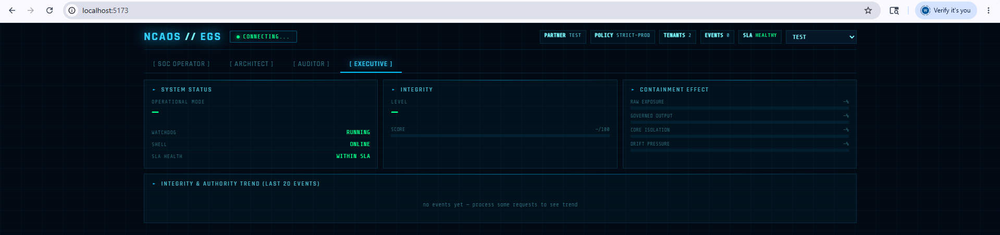 localhost:5173
Verify it's you
NCAOS // EGS
CONNECTING...
PARTNER TEST
POLICY STRICT-PROD
TENANTS 2
EVENTS 0
SLA HEALTHY
TEST
[ SOC OPERATOR ]
[ ARCHITECT ]
[ AUDITOR ]
[ EXECUTIVE ]
► SYSTEM STATUS
OPERATIONAL MODE
—
WATCHDOG RUNNING
SHELL ONLINE
SLA HEALTH WITHIN SLA
► INTEGRITY
LEVEL
—
SCORE —/100
► CONTAINMENT EFFECT
RAW EXPOSURE —%
GOVERNED OUTPUT —%
CORE ISOLATION —%
DRIFT PRESSURE —%
► INTEGRITY & AUTHORITY TREND (LAST 20 EVENTS)
no events yet — process some requests to see trend